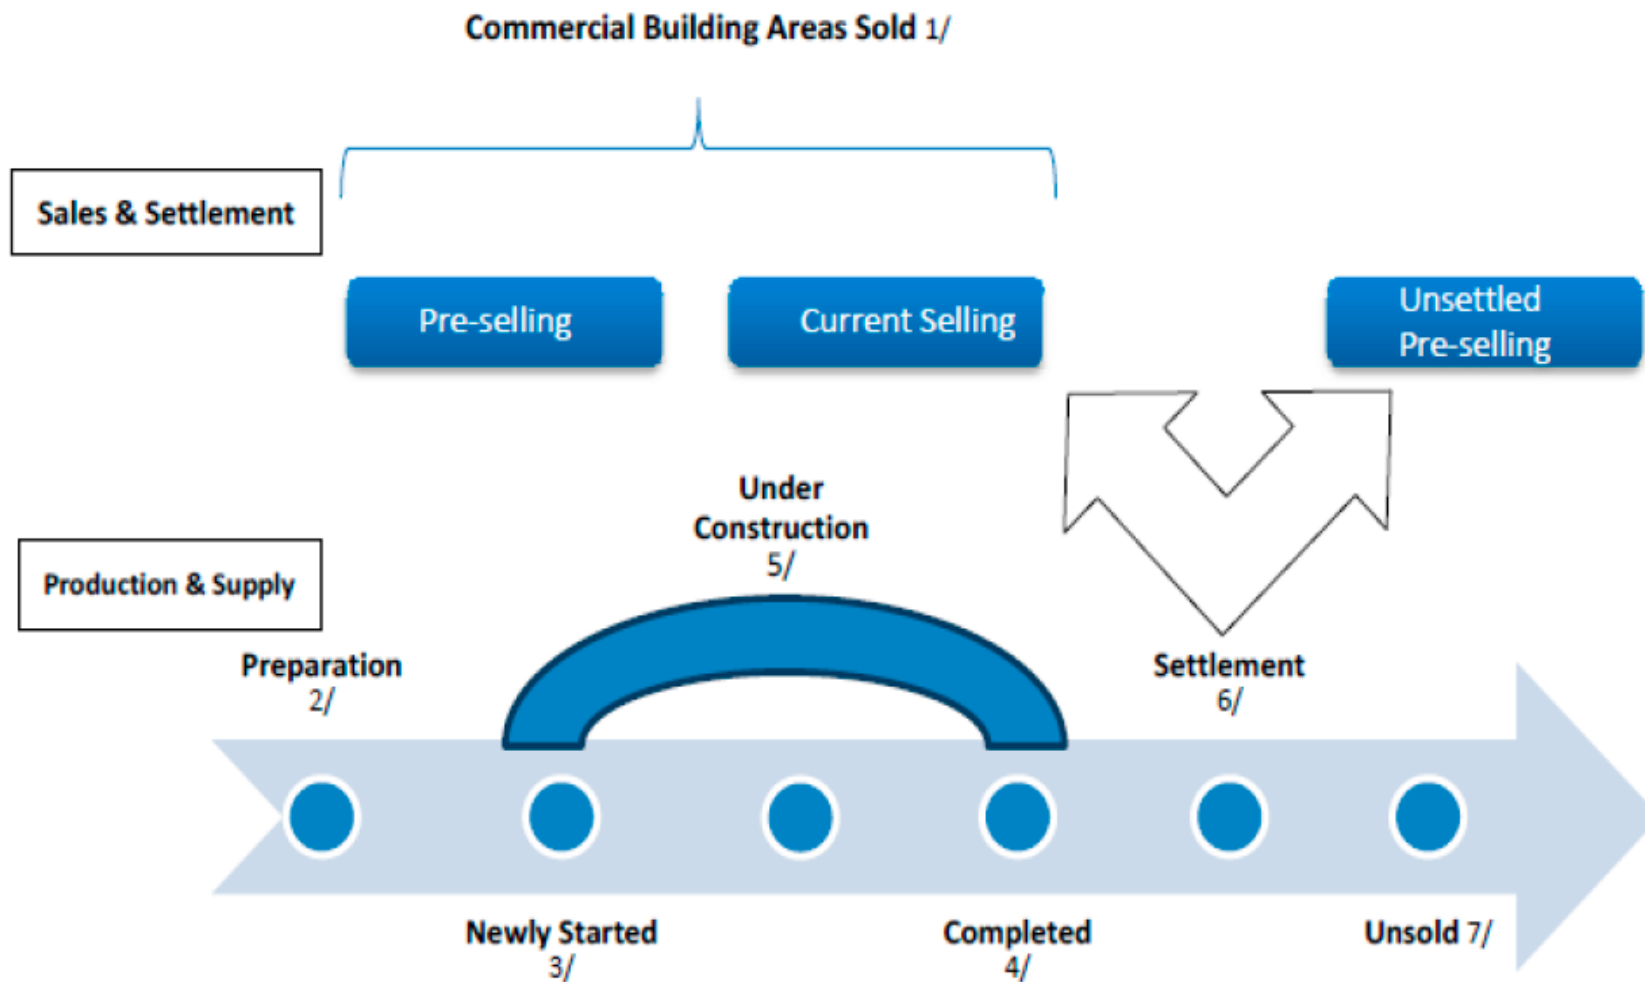 Commercial Building Areas Sold 1/
Sales & Settlement
Pre-selling
Current Selling
Unsettled
Pre-selling
Under
Construction
5/
Production & Supply
Preparation
2/
Settlement
6/
Newly Started
3/
Completed
4/
Unsold 7/